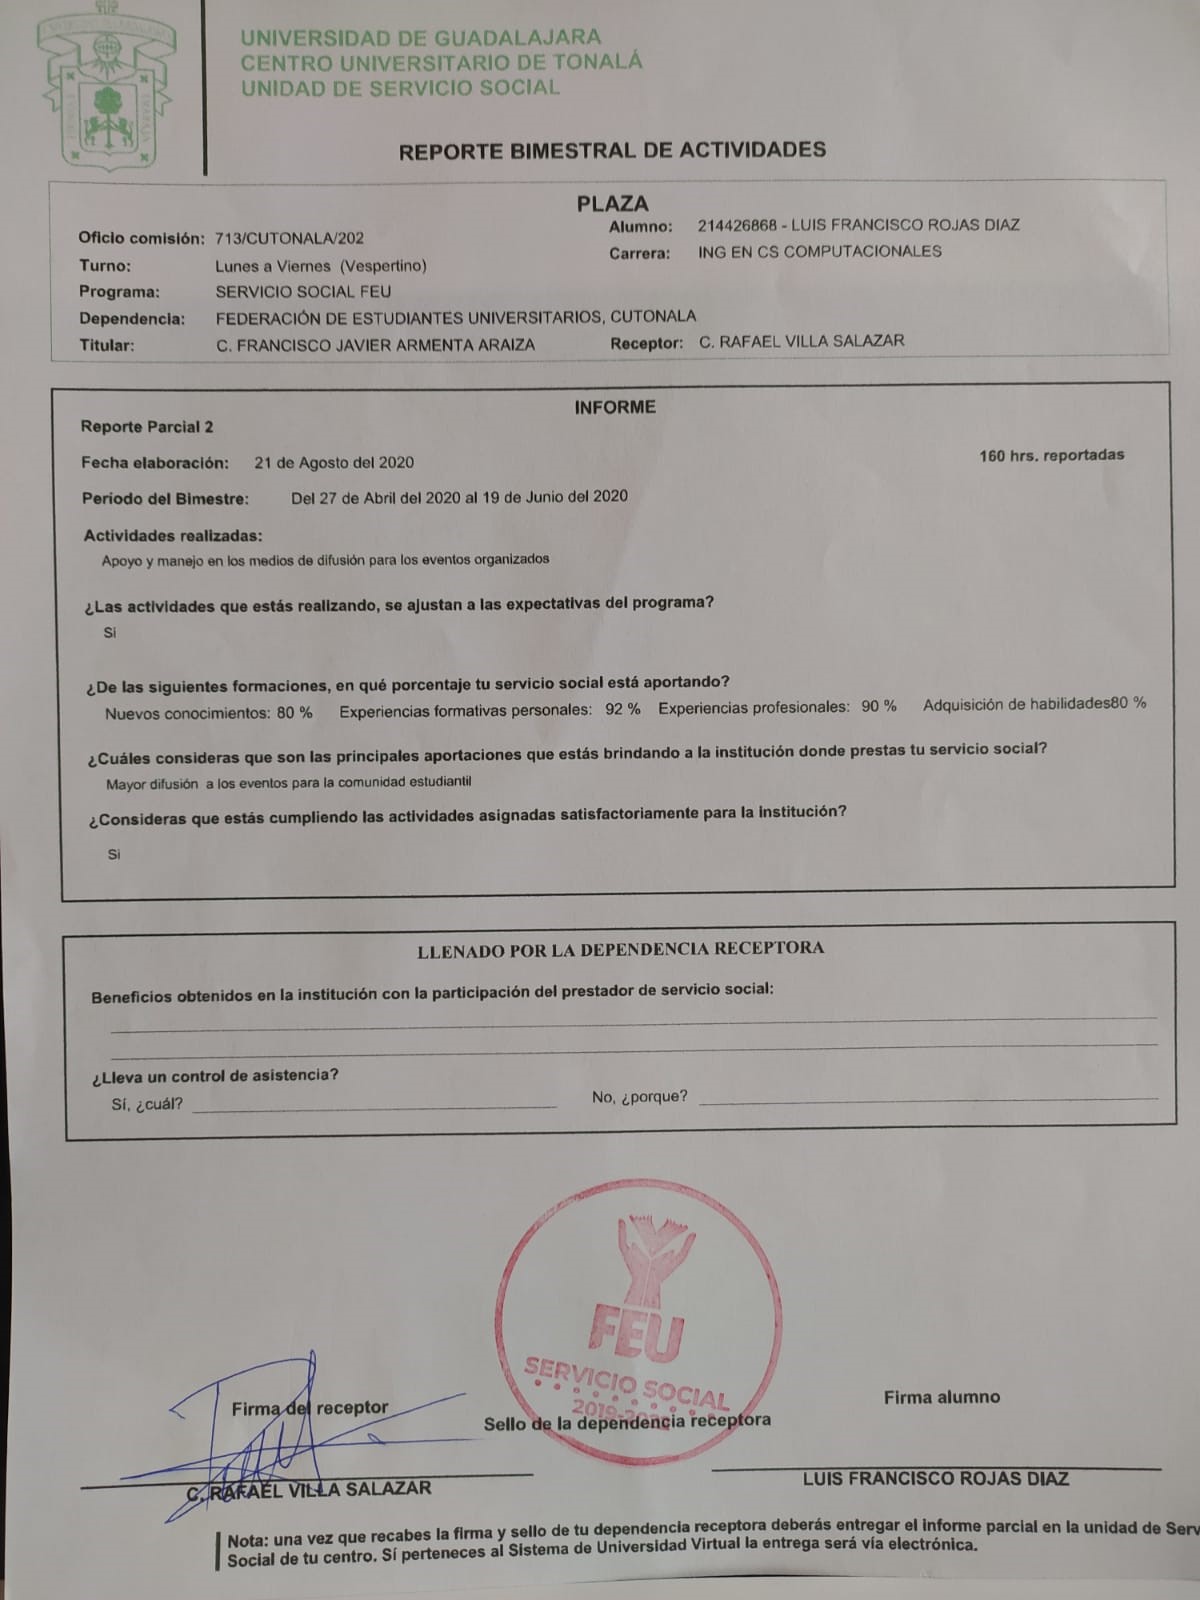 UNIVERSIDAD DE GUADALAJARA
CENTRO UNIVERSITARIO DE TONALÁ
UNIDAD DE SERVICIO SOCIAL
REPORTE BIMESTRAL DE ACTIVIDADES
PLAZA
Oficio comisión: 713/CUTONALA/202
Alumno: 214426868 - LUIS FRANCISCO ROJAS DIAZ
Turno: Lunes a Viernes (Vespertino)
Carrera: ING EN CS COMPUTACIONALES
Programa: SERVICIO SOCIAL FEU
Dependencia: FEDERACIÓN DE ESTUDIANTES UNIVERSITARIOS, CUTONALA
Titular: C. FRANCISCO JAVIER ARMENTA ARAIZA Receptor: C. RAFAEL VILLA SALAZAR
INFORME
Reporte Parcial 2
Fecha elaboración: 21 de Agosto del 2020 160 hrs. reportadas
Período del Bimestre: Del 27 de Abril del 2020 al 19 de Junio del 2020
Actividades realizadas:
Apoyo y manejo en los medios de difusión para los eventos organizados
¿Las actividades que estás realizando, se ajustan a las expectativas del programa?
Si
¿De las siguientes formaciones, en qué porcentaje tu servicio social está aportando?
Nuevos conocimientos: 80 % Experiencias formativas personales: 92 % Experiencias profesionales: 90 % Adquisición de habilidades80 %
¿Cuáles consideras que son las principales aportaciones que estás brindando a la institución donde prestas tu servicio social?
Mayor difusión a los eventos para la comunidad estudiantil
¿Consideras que estás cumpliendo las actividades asignadas satisfactoriamente para la institución?
Si
LLENADO POR LA DEPENDENCIA RECEPTORA
Beneficios obtenidos en la institución con la participación del prestador de servicio social:
¿Lleva un control de asistencia?
Sí, ¿cuál? No, ¿porque?
FEU
SERVICIO SOCIAL
2019-
Firma del receptor
Sello de la dependencia receptora
Firma alumno
C. RAFAEL VILLA SALAZAR
LUIS FRANCISCO ROJAS DIAZ
Nota: una vez que recabes la firma y sello de tu dependencia receptora deberás entregar el informe parcial en la unidad de Serv
Social de tu centro. Sí perteneces al Sistema de Universidad Virtual la entrega será vía electrónica.